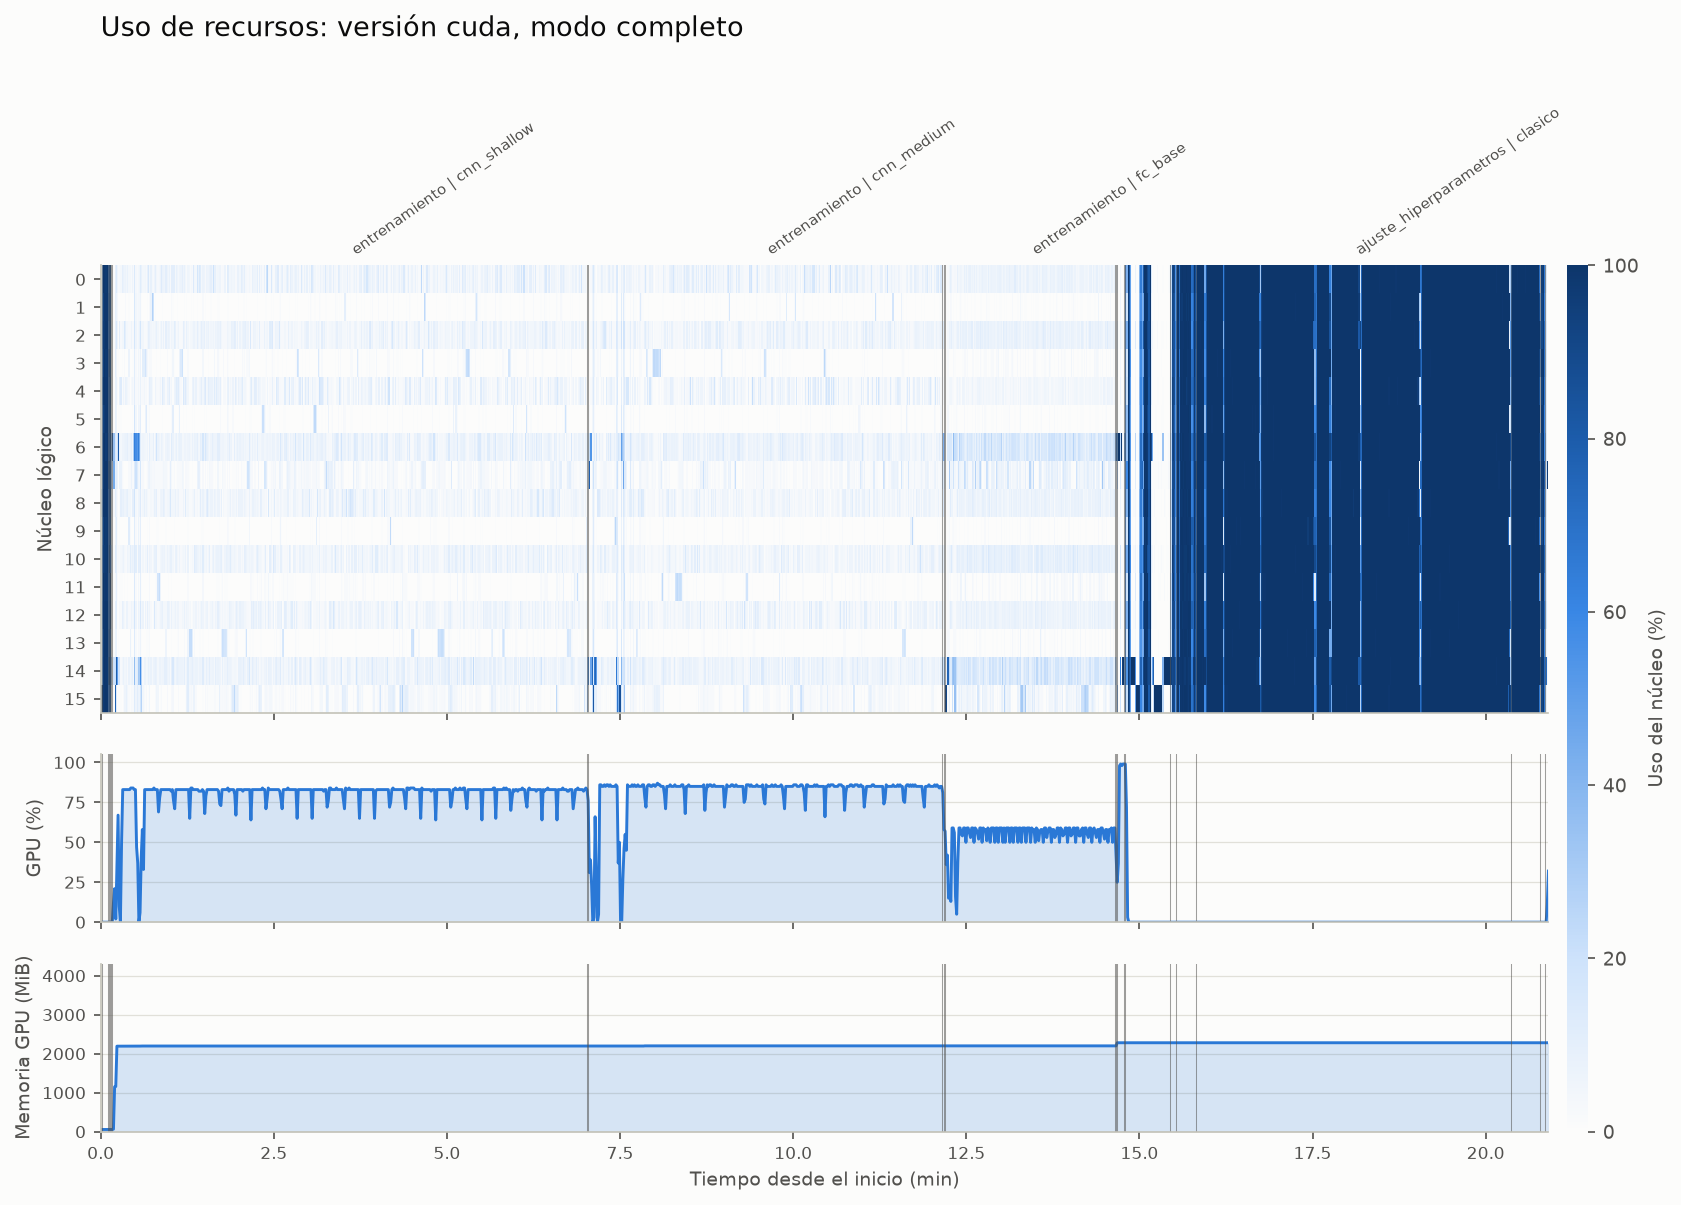 Uso de recursos: versión cuda, modo completo
entrenamiento | cnn_shallow
entrenamiento | cnn_medium
entrenamiento | fc_base
ajuste_hiperparametros | clasico
Núcleo lógico
0
1
2
3
4
5
6
7
8
9
10
11
12
13
14
15
GPU (%)
100
75
50
25
0
Memoria GPU (MiB)
4000
3000
2000
1000
0
0.0 2.5 5.0 7.5 10.0 12.5 15.0 17.5 20.0
Tiempo desde el inicio (min)
100
80
60
40
20
0
Uso del núcleo (%)